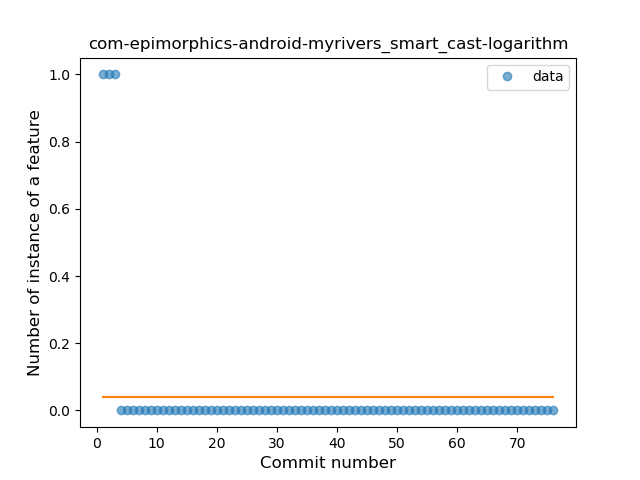 com-epimorphics-android-myrivers_smart_cast-logarithm
data
Number of instance of a feature
1.0
0.8
0.6
0.4
0.2
0.0
0 10 20 30 40 50 60 70
Commit number